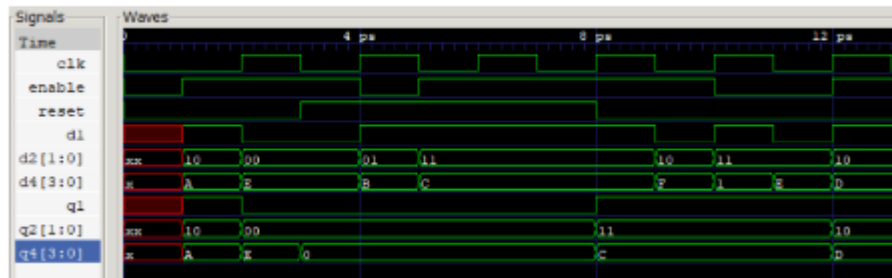 Signals Waves
Time 0 4 ps 8 ps 12 ps
clk
enable
reset
d1
d2[1:0] xx 10 00 01 11 10 11 10
d4[3:0] x A E B C F 1 E D
q1
q2[1:0] xx 10 00 11 10
q4[3:0] x A E 0 C D